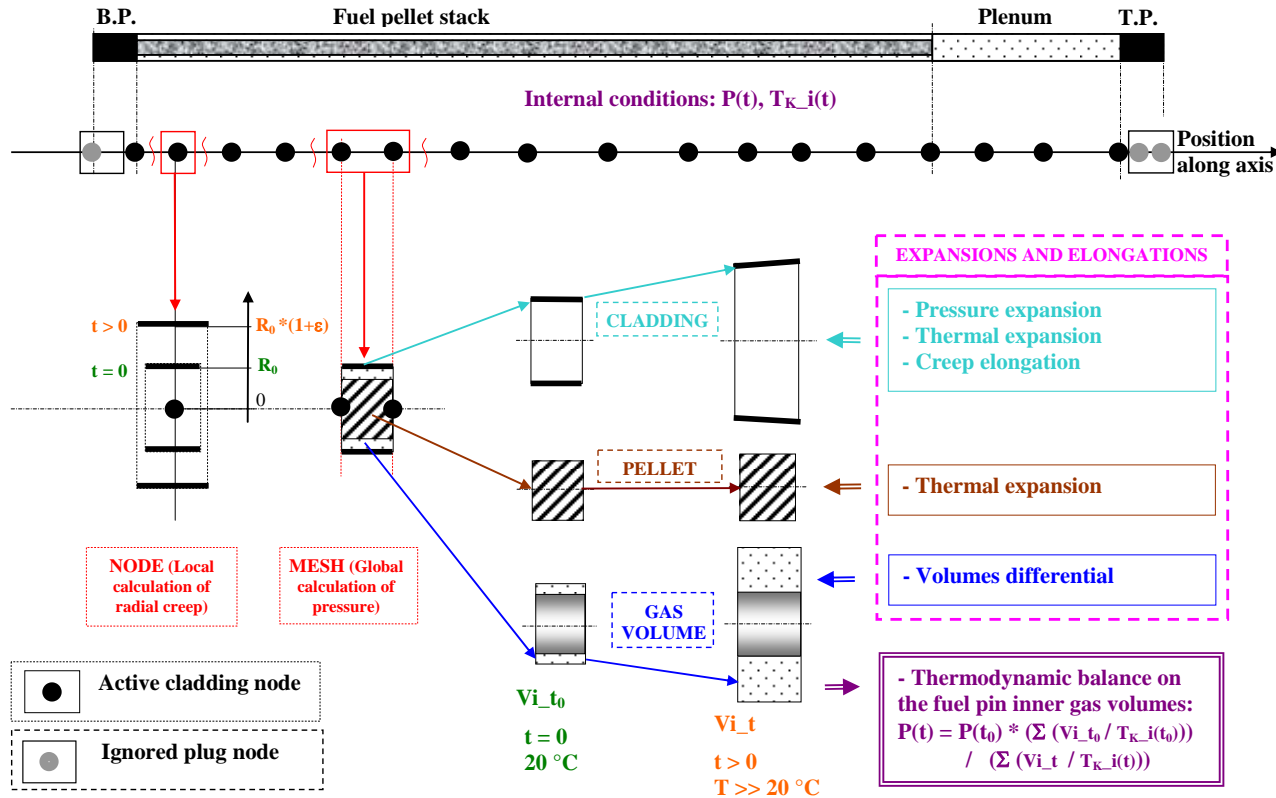 B.P.
Fuel pellet stack
Plenum
T.P.
Internal conditions: P(t), T_K_i(t)
Position
along axis
EXPANSIONS AND ELONGATIONS
- Pressure expansion
- Thermal expansion
- Creep elongation
CLADDING
t > 0
R₀ *(1+ε)
t = 0
R₀
0
PELLET
- Thermal expansion
NODE (Local
calculation of
radial creep)
MESH (Global
calculation of
pressure)
- Volumes differential
GAS
VOLUME
Active cladding node
Ignored plug node
Vi_t₀
t = 0
20 °C
Vi_t
t > 0
T >> 20 °C
- Thermodynamic balance on
the fuel pin inner gas volumes:
P(t) = P(t₀) * (Σ (Vi_t₀ / T_K_i(t₀)))
/ (Σ (Vi_t / T_K_i(t)))